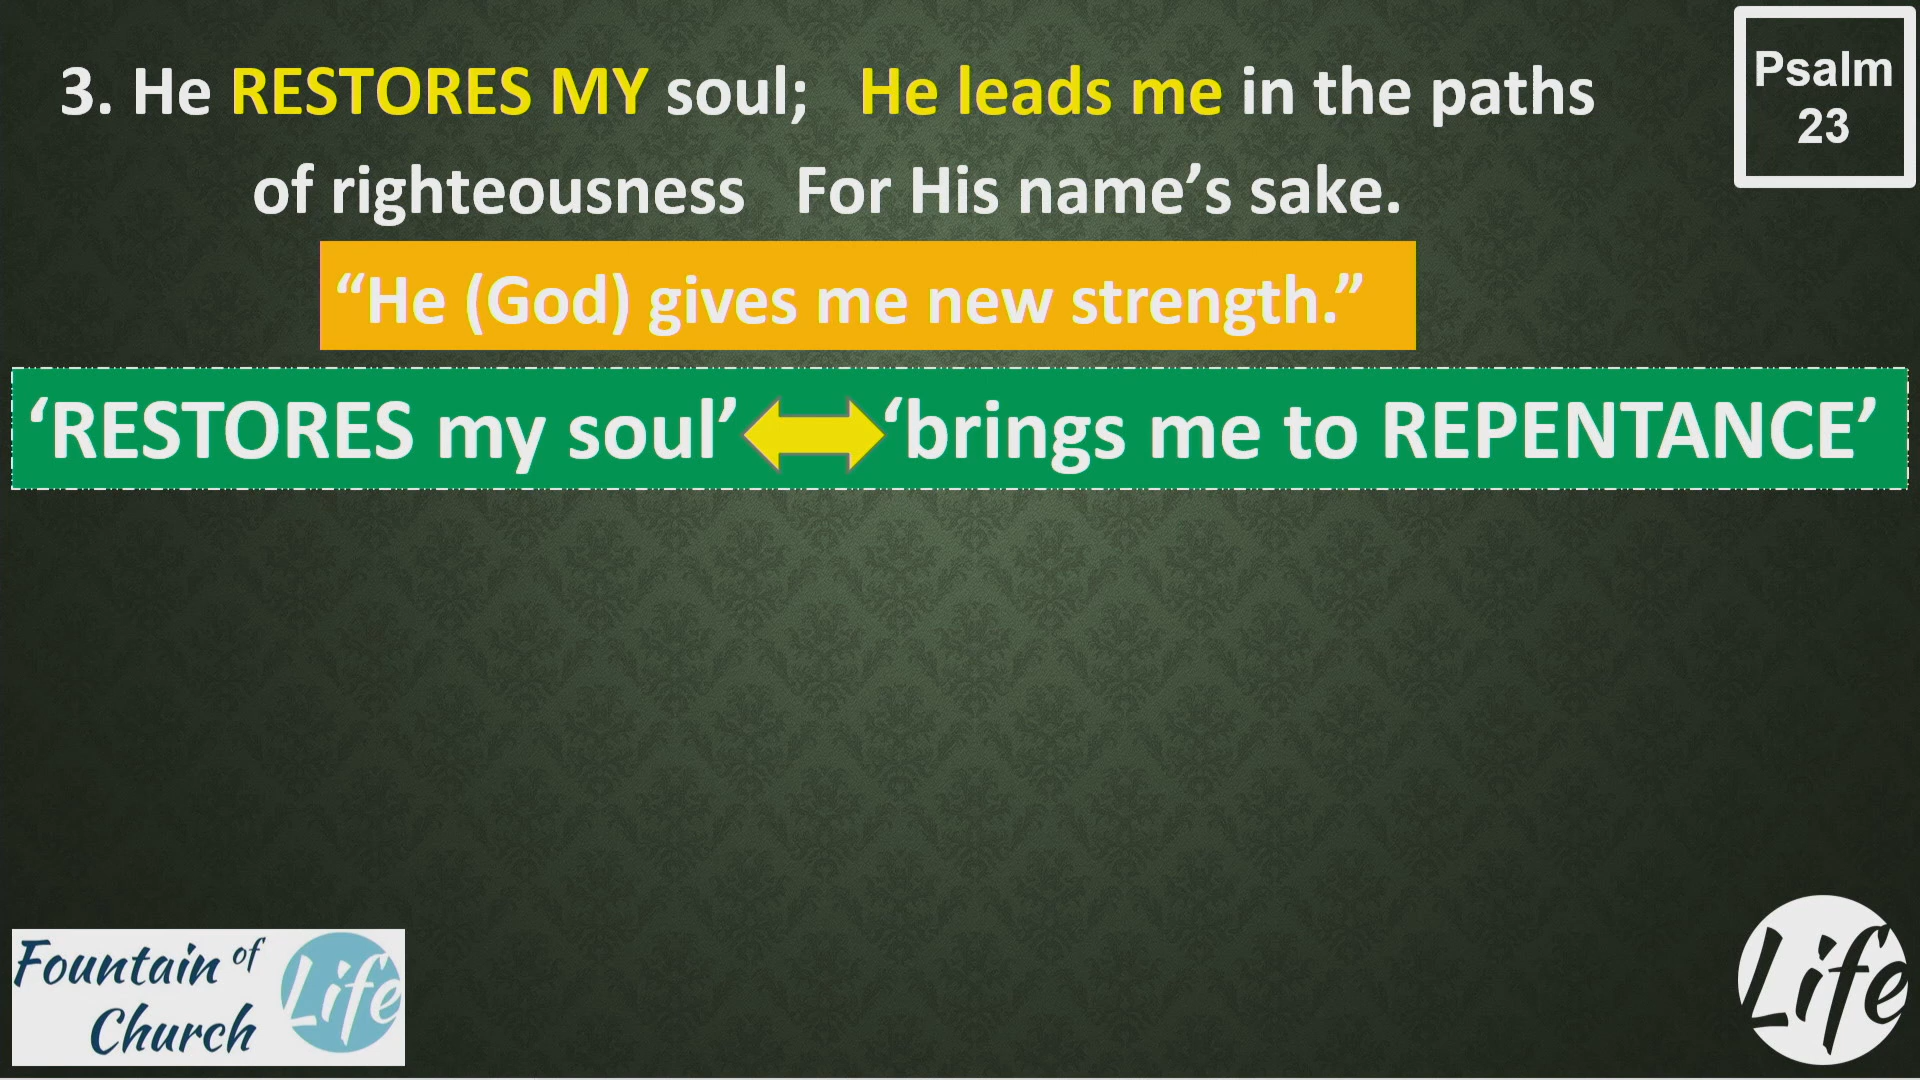 3. He RESTORES MY soul; He leads me in the paths
of righteousness For His name’s sake.
Psalm
23
“He (God) gives me new strength.”
‘RESTORES my soul’ ‘brings me to REPENTANCE’
Fountain of
Church
Life
Life